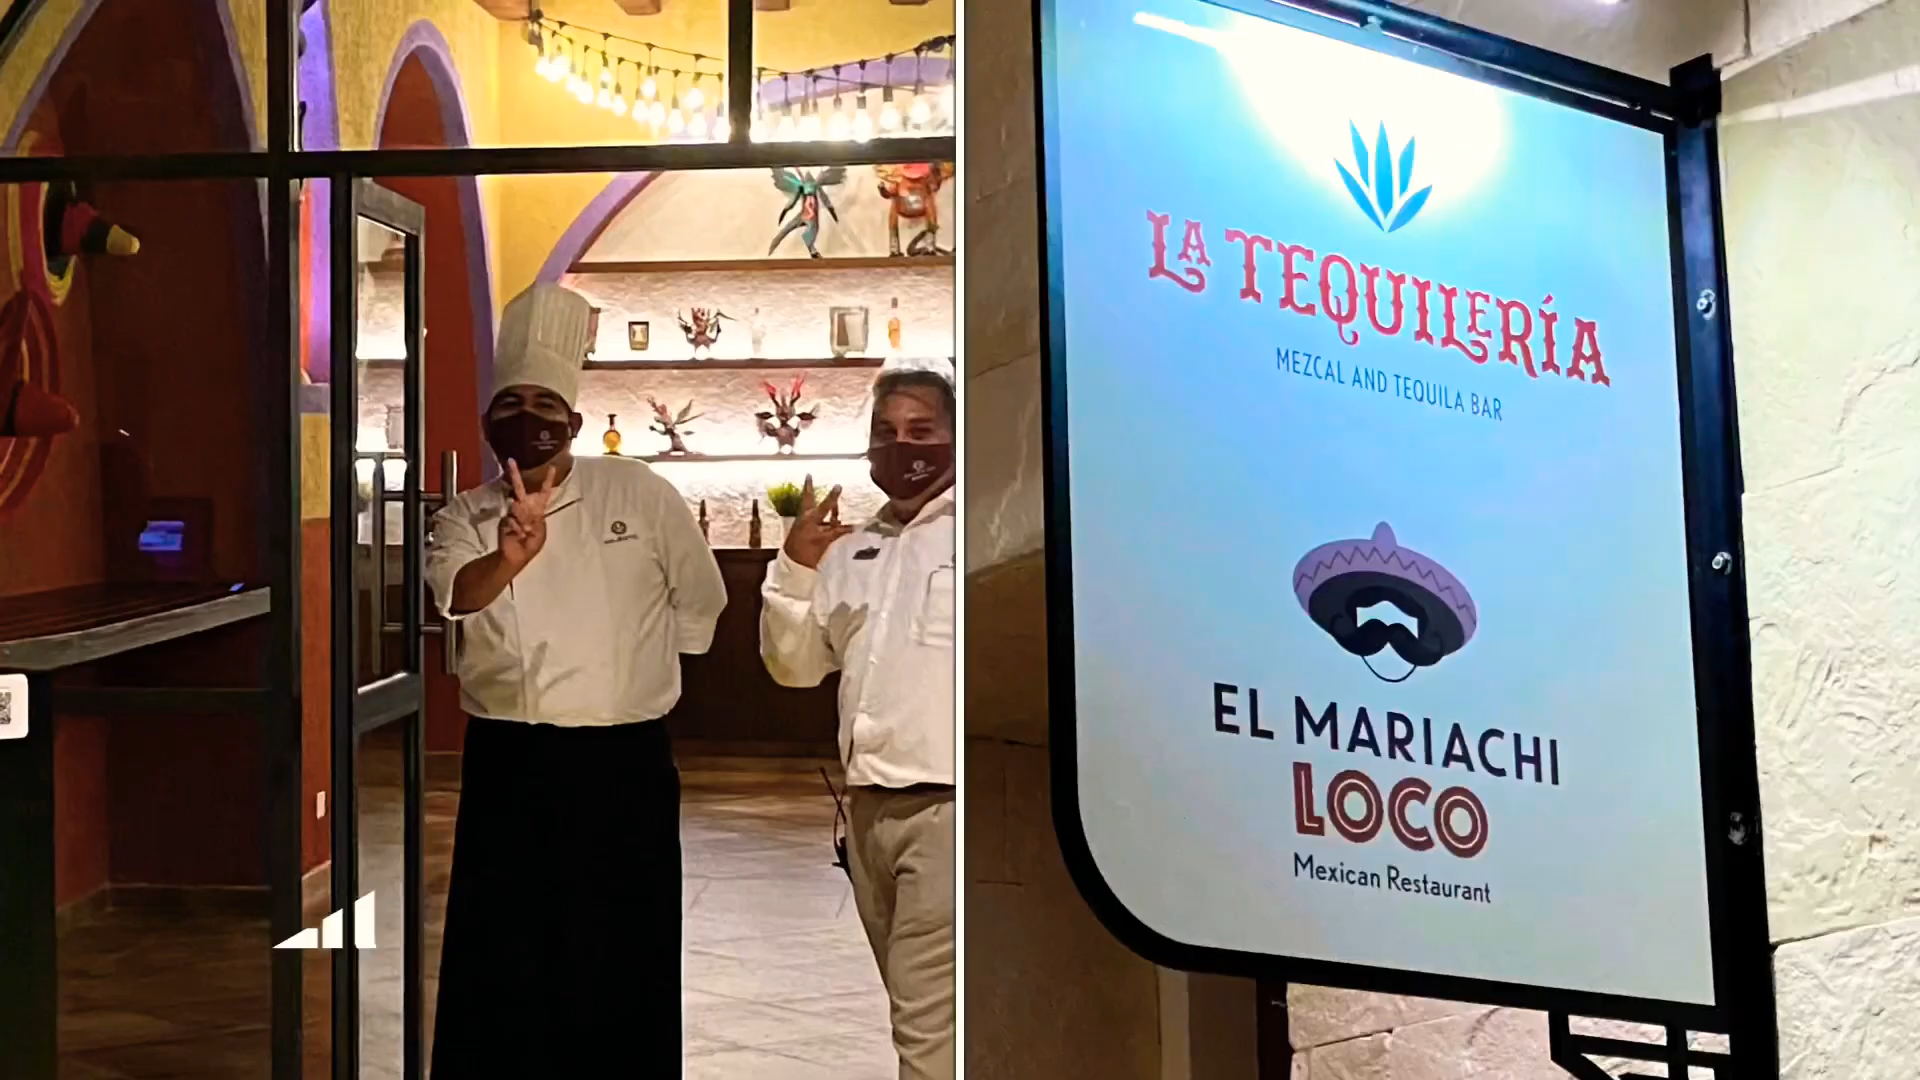 LA TEQUILERÍA
MEZCAL AND TEQUILA BAR
EL MARIACHI
LOCO
Mexican Restaurant